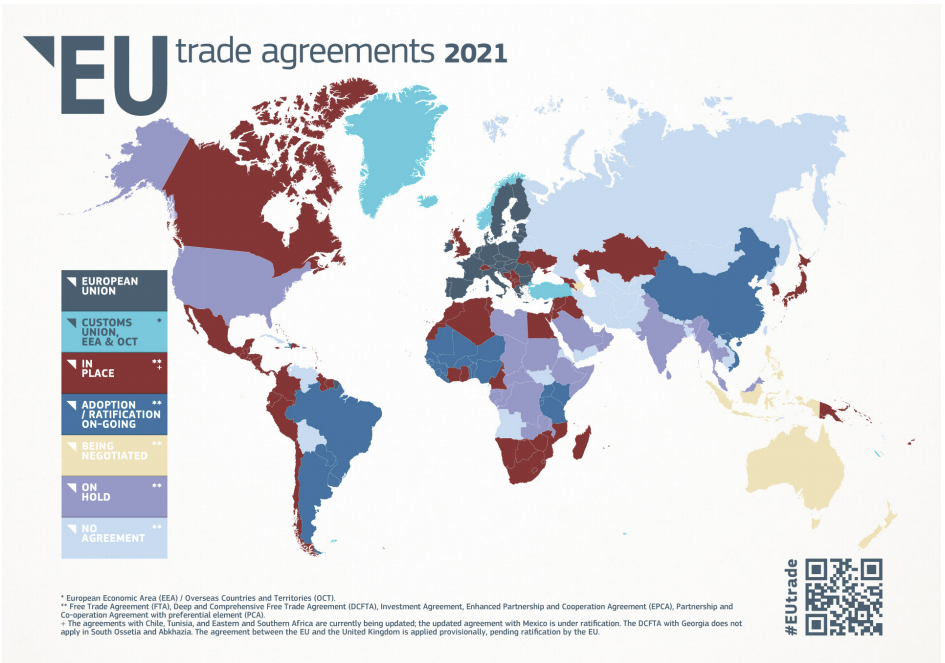 EU trade agreements 2021
EUROPEAN
UNION
CUSTOMS *
UNION,
EEA & OCT
IN **
PLACE +
ADOPTION **
/ RATIFICATION
ON-GOING
BEING **
NEGOTIATED
ON **
HOLD
NO **
AGREEMENT
#EUtrade
* European Economic Area (EEA) / Overseas Countries and Territories (OCT).
** Free Trade Agreement (FTA), Deep and Comprehensive Free Trade Agreement (DCFTA), Investment Agreement, Enhanced Partnership and Cooperation Agreement (EPCA), Partnership and
Co-operation Agreement with preferential element (PCA).
+ The agreements with Chile, Tunisia, and Eastern and Southern Africa are currently being updated; the updated agreement with Mexico is under ratification. The DCFTA with Georgia does not
apply in South Ossetia and Abkhazia. The agreement between the EU and the United Kingdom is applied provisionally, pending ratification by the EU.